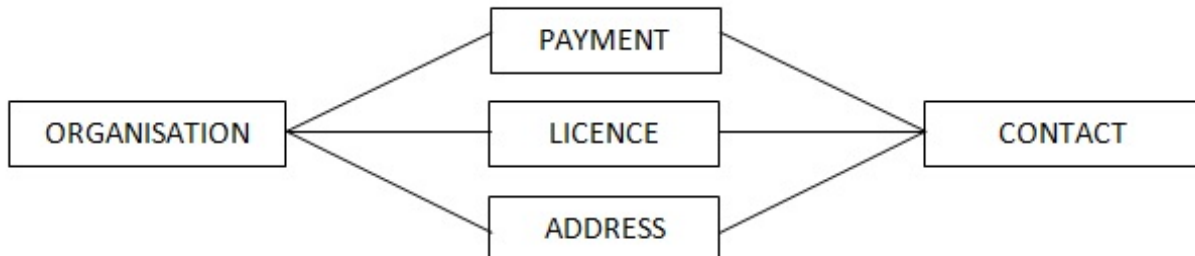 PAYMENT
ORGANISATION
LICENCE
CONTACT
ADDRESS